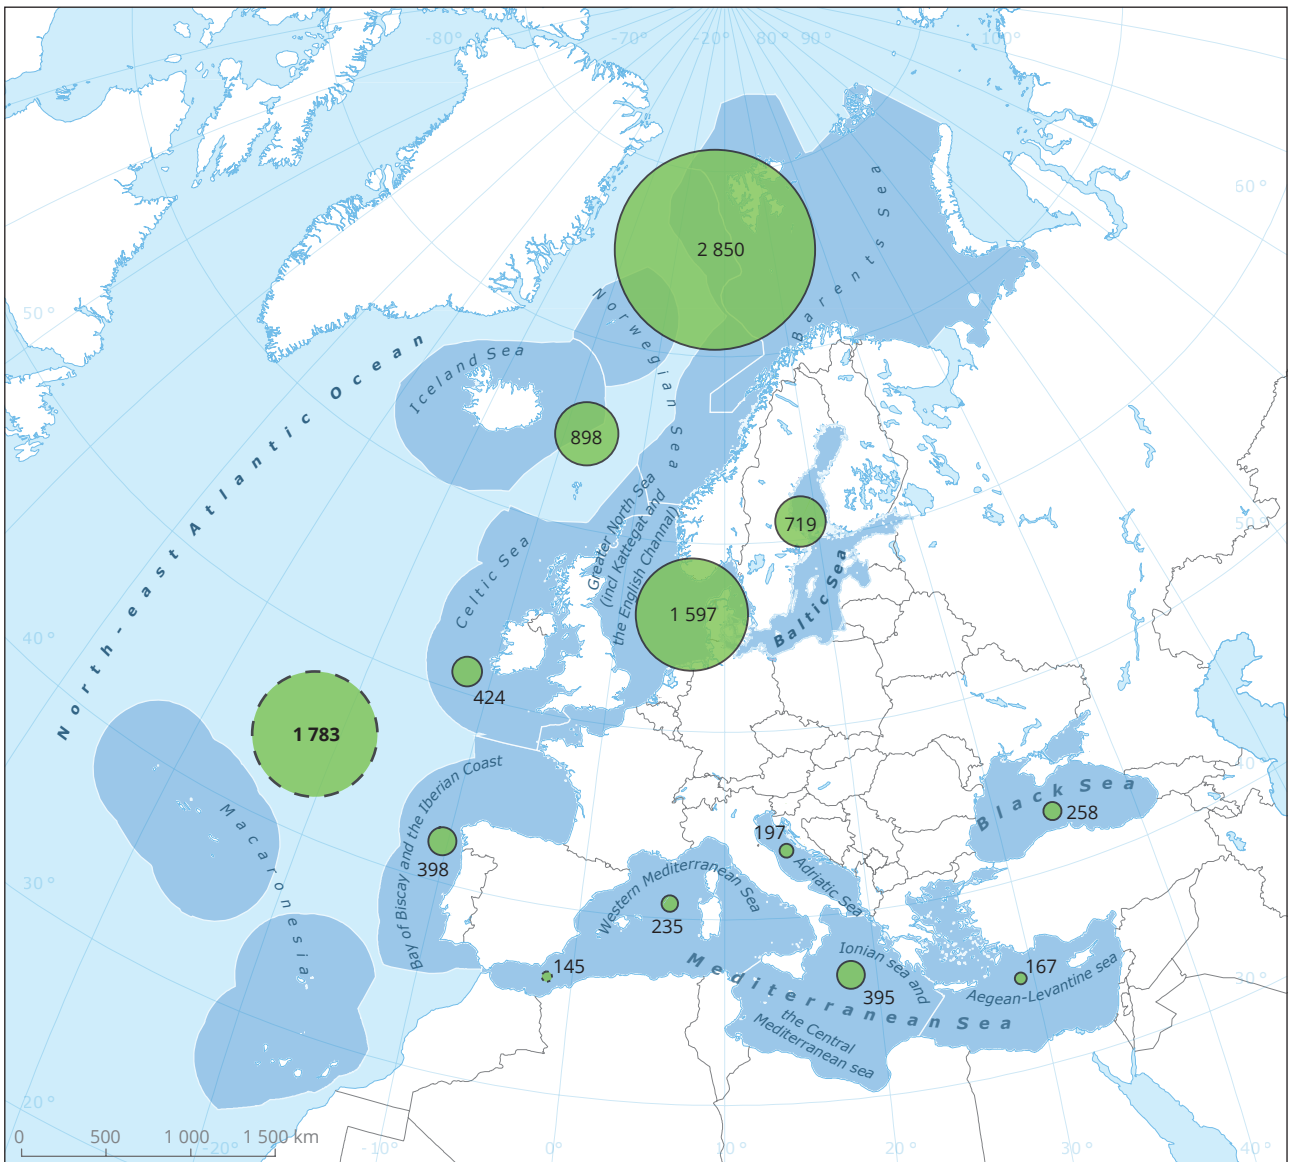 -80°
-70°
-20°
80°
90°
100°
60°
50°
50°
40°
40°
30°
30°
20°
-20°
-10°
0°
10°
20°
30°
40°
Barents Sea
2 850
Norwegian Sea
Iceland Sea
898
North-east Atlantic Ocean
719
Greater North Sea
(incl Kattegat and
the English Channal)
Celtic Sea
1 597
Baltic Sea
424
1 783
Macaronesia
Bay of Biscay and the Iberian Coast
398
Black Sea
258
197
Adriatic Sea
Western Mediterranean Sea
235
145
Mediterranean Sea
Ionian sea and
the Central
Mediterranean sea
395
167
Aegean-Levantine sea
0 500 1 000 1 500 km